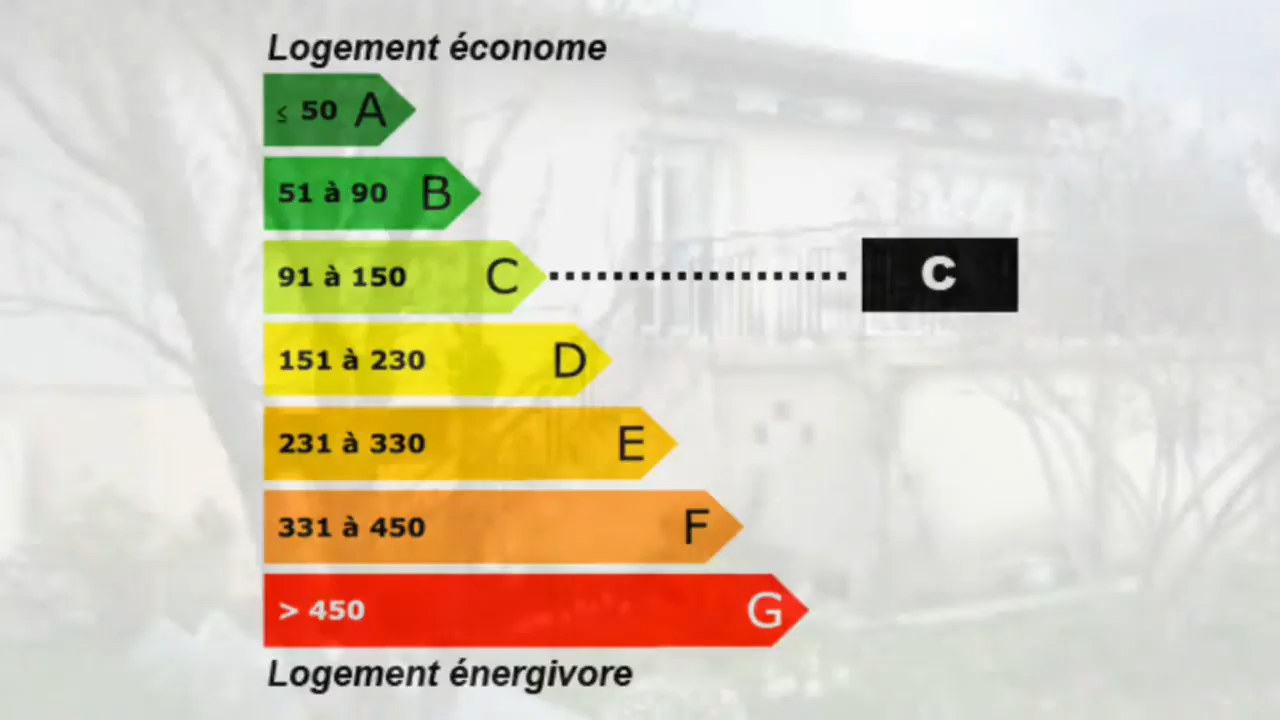 Logement économe
≤ 50 A
51 à 90 B
91 à 150 C
C
151 à 230 D
231 à 330 E
331 à 450 F
> 450 G
Logement énergivore